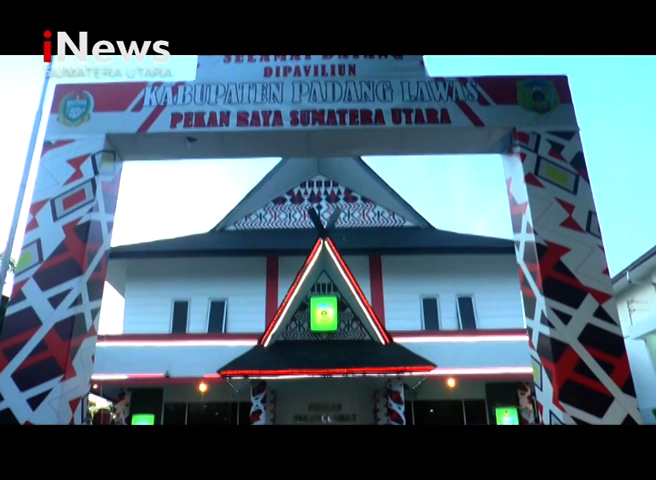 iNews
SUMATERA UTARA
SELAMAT DATANG
DIPAVILIUN
KABUPATEN PADANG LAWAS
PEKAN RAYA SUMATERA UTARA